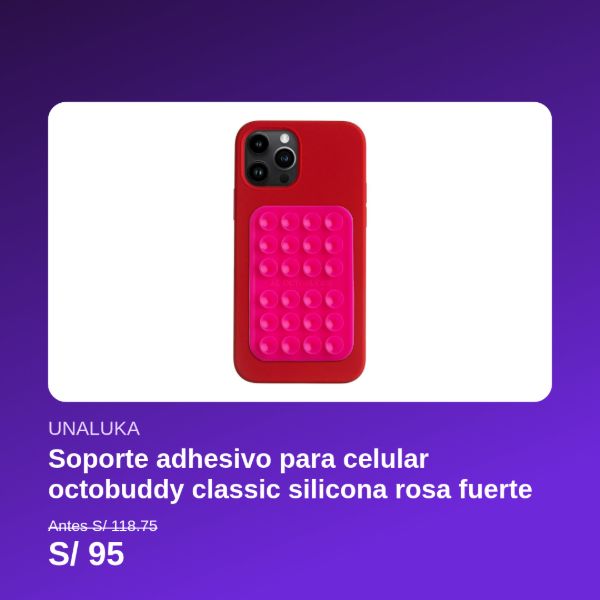 UNALUKA
Soporte adhesivo para celular
octobuddy classic silicona rosa fuerte
Antes S/ 118.75
S/ 95